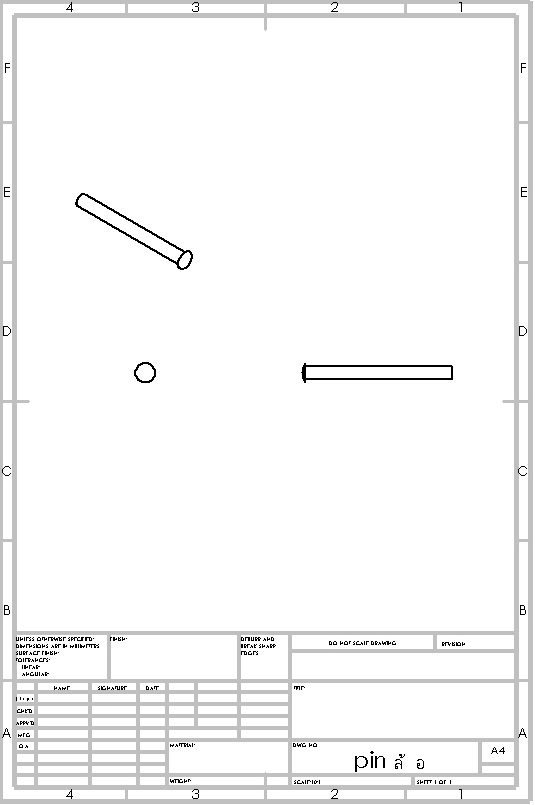 4 3 2 1
F F
E E
D D
C C
B B
UNLESS OTHERWISE SPECIFIED:
DIMENSIONS ARE IN MILLIMETERS
SURFACE FINISH:
TOLERANCES:
LINEAR:
ANGULAR:
FINISH:
DEBURR AND
BREAK SHARP
EDGES
DO NOT SCALE DRAWING
REVISION
NAME SIGNATURE DATE
CHK'D
APPV'D
MFG
Q.A
TITLE:
A A
MATERIAL:
DWG NO.
pin ล้ อ
A4
WEIGHT:
SCALE:1:1
SHEET 1 OF 1
4 3 2 1